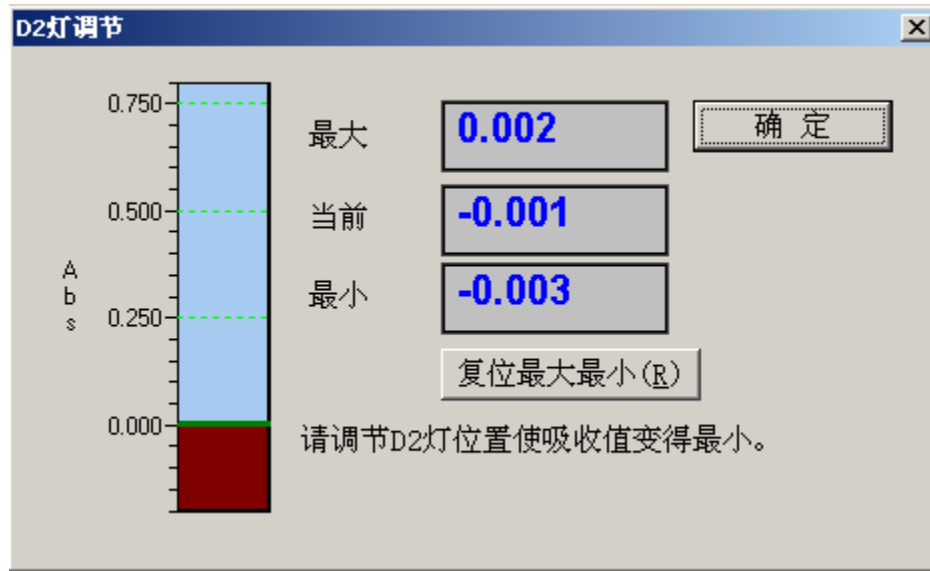 D2灯调节
0.750
最大 0.002 确 定
0.500
当前 -0.001
Abs
最小 -0.003
0.250
复位最大最小(R)
0.000
请调节D2灯位置使吸收值变得最小。